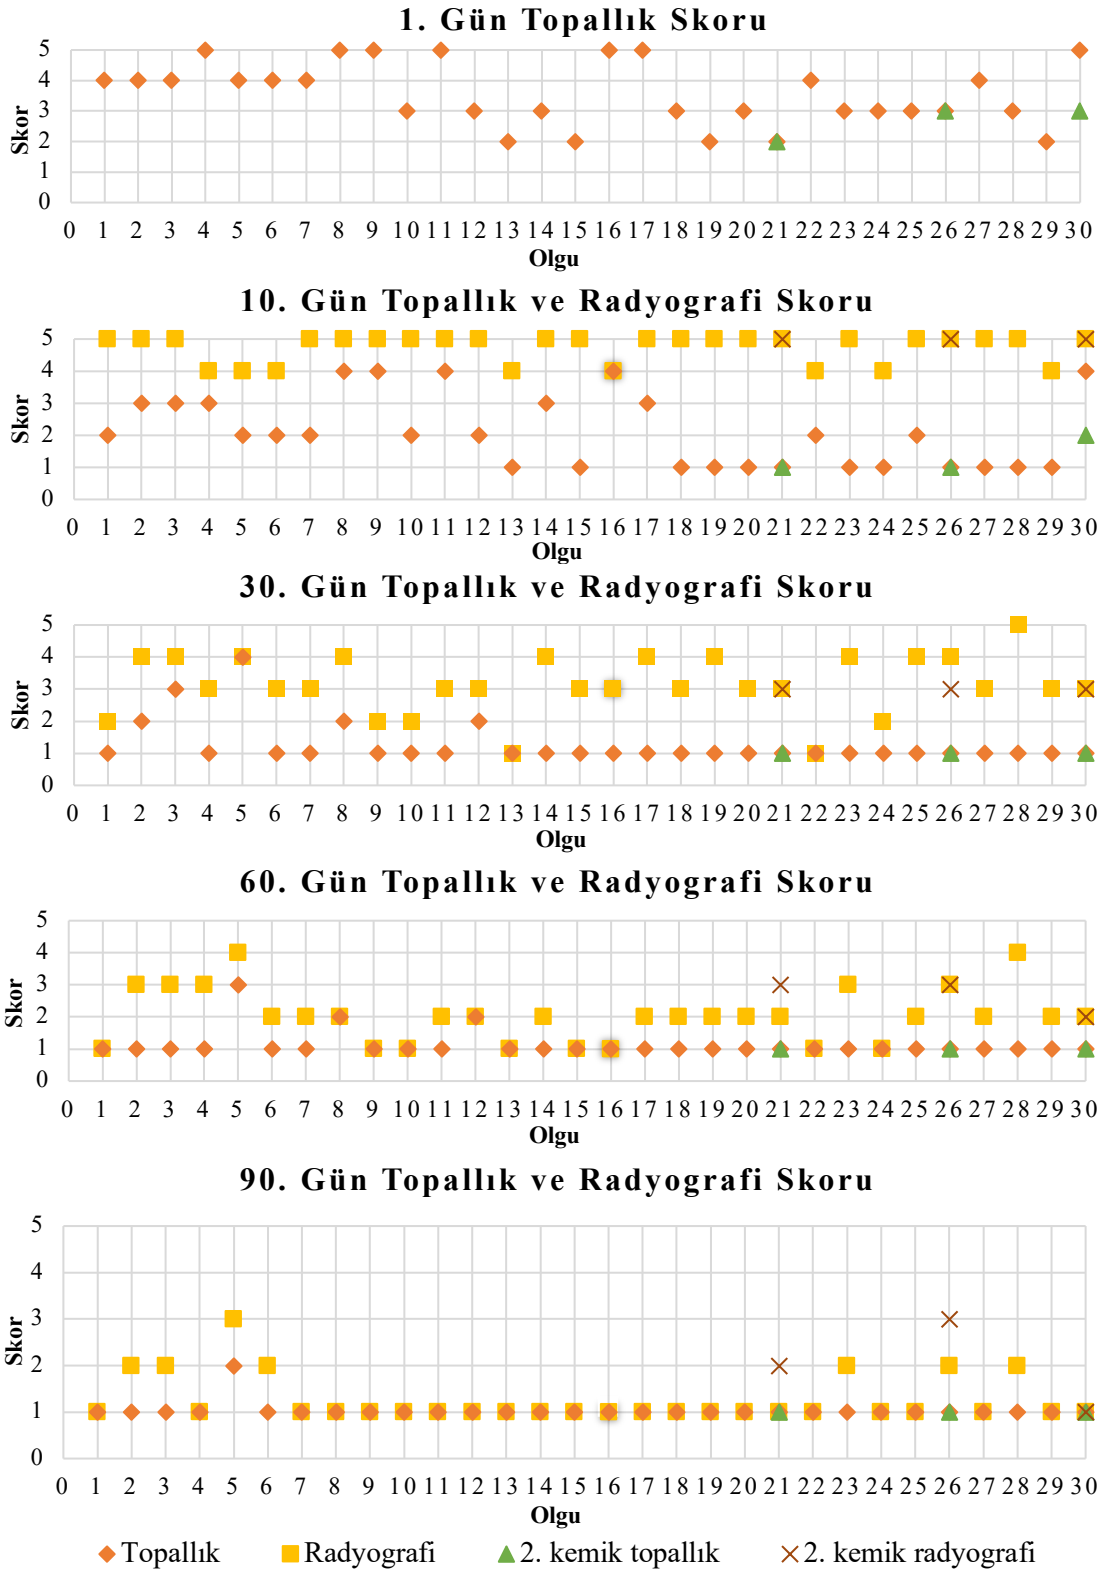 1. Gün Topallık Skoru
5
4
3
2
1
0
Skor
0 1 2 3 4 5 6 7 8 9 10 11 12 13 14 15 16 17 18 19 20 21 22 23 24 25 26 27 28 29 30
Olgu
10. Gün Topallık ve Radyografi Skoru
5
4
3
2
1
0
Skor
0 1 2 3 4 5 6 7 8 9 10 11 12 13 14 15 16 17 18 19 20 21 22 23 24 25 26 27 28 29 30
Olgu
30. Gün Topallık ve Radyografi Skoru
5
4
3
2
1
0
Skor
0 1 2 3 4 5 6 7 8 9 10 11 12 13 14 15 16 17 18 19 20 21 22 23 24 25 26 27 28 29 30
Olgu
60. Gün Topallık ve Radyografi Skoru
5
4
3
2
1
0
Skor
0 1 2 3 4 5 6 7 8 9 10 11 12 13 14 15 16 17 18 19 20 21 22 23 24 25 26 27 28 29 30
Olgu
90. Gün Topallık ve Radyografi Skoru
5
4
3
2
1
0
Skor
0 1 2 3 4 5 6 7 8 9 10 11 12 13 14 15 16 17 18 19 20 21 22 23 24 25 26 27 28 29 30
Olgu
Topallık Radyografi 2. kemik topallık 2. kemik radyografi